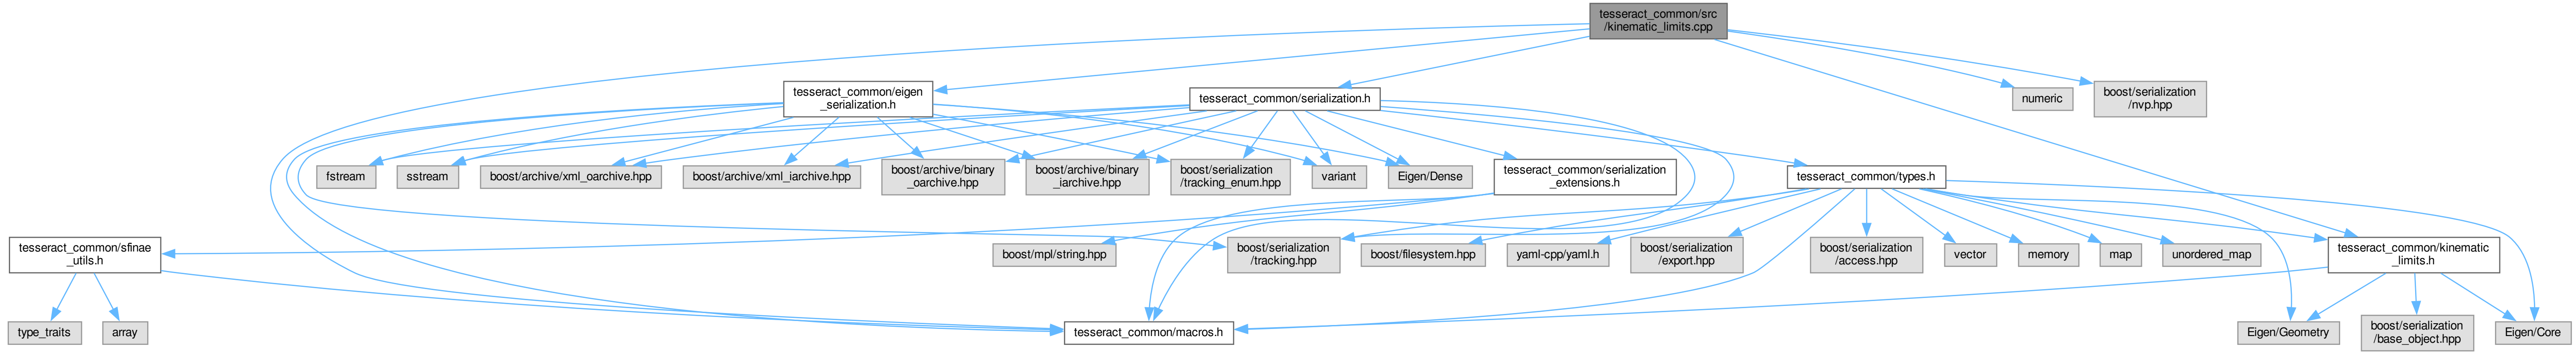 tesseract_common/src
/kinematic_limits.cpp
tesseract_common/eigen
_serialization.h
tesseract_common/serialization.h
numeric
boost/serialization
/nvp.hpp
fstream
sstream
boost/archive/xml_oarchive.hpp
boost/archive/xml_iarchive.hpp
boost/archive/binary
_oarchive.hpp
boost/archive/binary
_iarchive.hpp
boost/serialization
/tracking_enum.hpp
variant
Eigen/Dense
tesseract_common/serialization
_extensions.h
tesseract_common/types.h
tesseract_common/sfinae
_utils.h
boost/mpl/string.hpp
boost/serialization
/tracking.hpp
boost/filesystem.hpp
yaml-cpp/yaml.h
boost/serialization
/export.hpp
boost/serialization
/access.hpp
vector
memory
map
unordered_map
tesseract_common/kinematic
_limits.h
type_traits
array
tesseract_common/macros.h
Eigen/Geometry
boost/serialization
/base_object.hpp
Eigen/Core